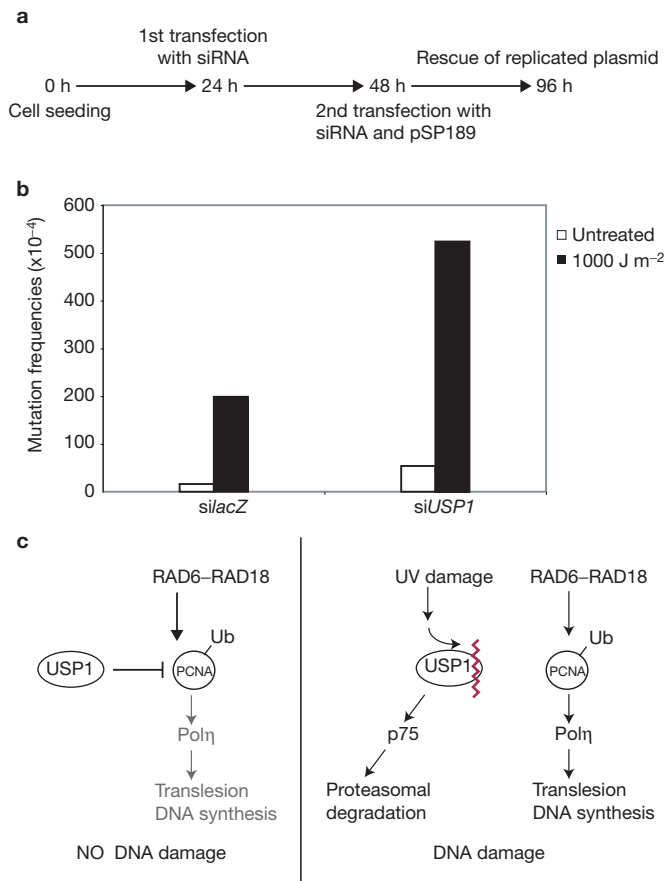 a
1st transfection
with siRNA
Rescue of replicated plasmid
0 h
24 h
48 h
96 h
Cell seeding
2nd transfection with
siRNA and pSP189
b
Mutation frequencies (x10⁻⁴)
600
500
400
300
200
100
0
silacZ
siUSP1
Untreated
1000 J m⁻²
c
RAD6–RAD18
Ub
USP1
PCNA
Polη
Translesion
DNA synthesis
NO DNA damage
UV damage
USP1
p75
Proteasomal
degradation
RAD6–RAD18
Ub
PCNA
Polη
Translesion
DNA synthesis
DNA damage